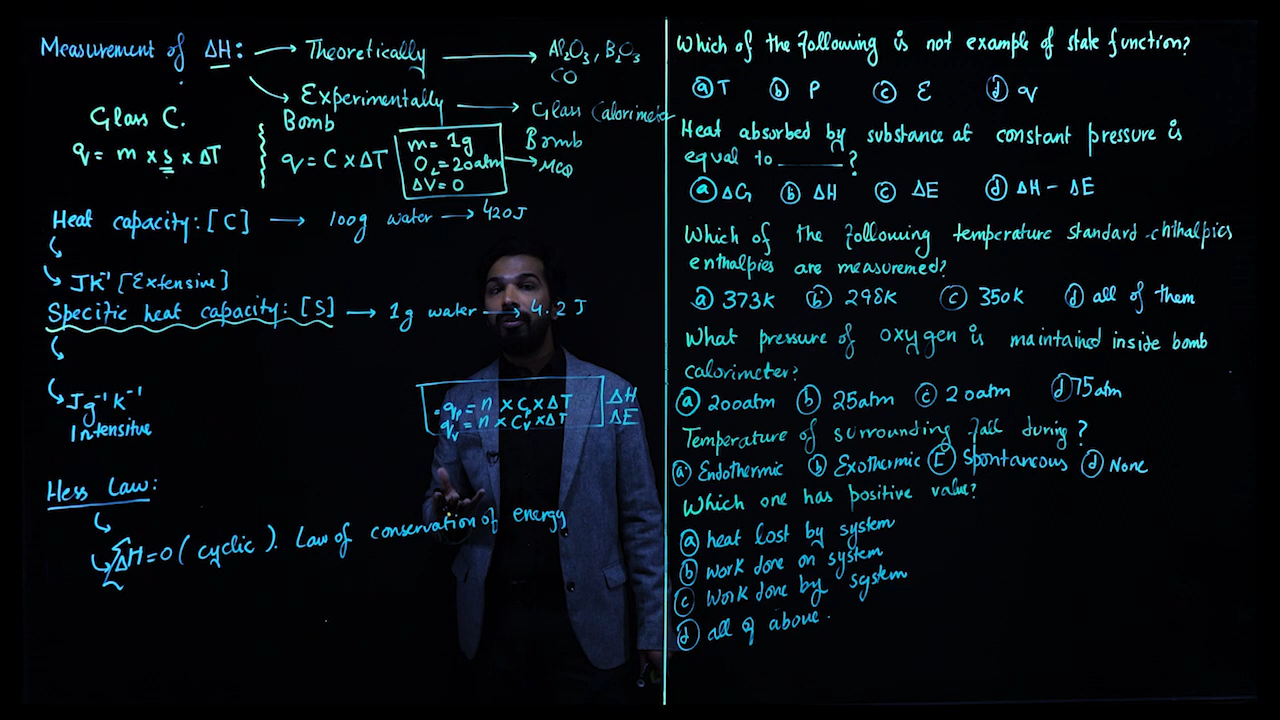 Measurement of ΔH: → Theoretically → Al₂O₃, B₂O₃
CO
Experimentally → Glass Calorimeter
Bomb
Glass C.
q = m × s × ΔT
Bomb
q = C × ΔT
m = 1g
O₂ = 20atm → MCQ
ΔV = 0
Heat capacity: [C] → 100g water → 420J
JK⁻¹ [Extensive]
Specific heat capacity: [S] → 1g water → 4.2 J
Jg⁻¹K⁻¹
Intensitve
qp = n × Cp × ΔT ΔH
qv = n × Cv × ΔT ΔE
Hess Law:
ΣΔH = 0 (cyclic). Law of conservation of energy
Which of the following is not example of state function?
ⓐ T ⓑ P ⓒ E ⓓ q
Heat absorbed by substance at constant pressure is
equal to ______?
ⓐ ΔG ⓑ ΔH ⓒ ΔE ⓓ ΔH - ΔE
Which of the following temperature standard
enthalpies are measuremed?
ⓐ 373K ⓑ 298K ⓒ 350K ⓓ all of them
What pressure of oxygen is maintained inside bomb
calorimeter?
ⓐ 200atm ⓑ 25atm ⓒ 20atm ⓓ 75atm
Temperature of surrounding fall during?
ⓐ Endothermic ⓑ Exothermic Ⓔ Spontaneous ⓓ None
Which one has positive value?
ⓐ heat lost by system
ⓑ work done on system
ⓒ Work done by system
ⓓ all of above.